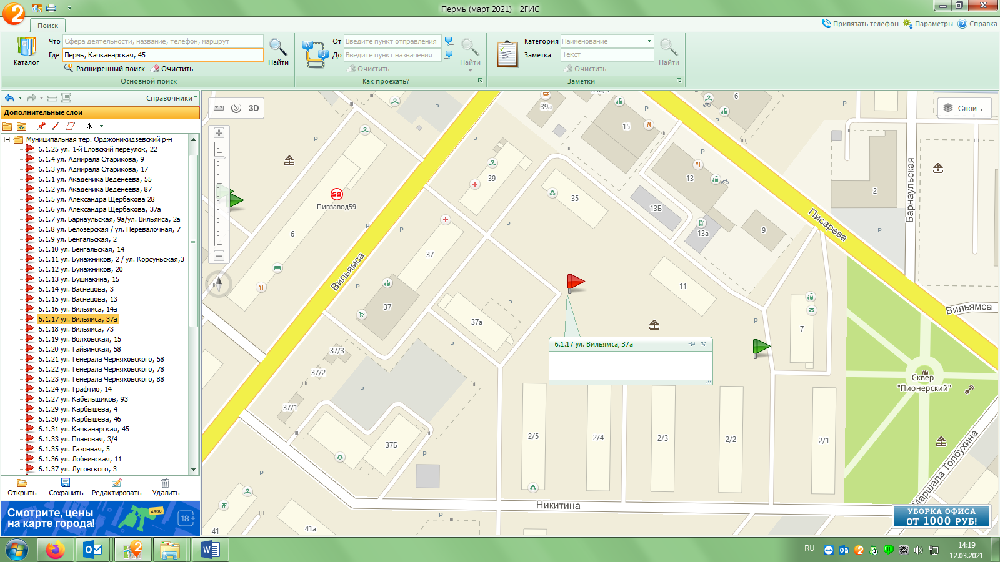 Пермь (март 2021) - 2ГИС
Поиск
Привязать телефон
Параметры
Справка
Каталог
Что
Сфера деятельности, название, телефон, маршрут
Где
Пермь, Качканарская, 45
Расширенный поиск
Очистить
Найти
Основной поиск
От
Введите пункт отправления
До
Введите пункт назначения
Очистить
Найти
Как проехать?
Категория
Наименование
Заметка
Текст
Очистить
Найти
Заметки
Справочники
Дополнительные слои
Муниципальная тер. Орджоникидзевский р-н
6.1.25 ул. 1-й Еловский переулок, 22
6.1.4 ул. Адмирала Старикова, 9
6.1.3 ул. Адмирала Старикова, 17
6.1.1 ул. Академика Веденеева, 55
6.1.2 ул. Академика Веденеева, 87
6.1.5 ул. Александра Щербакова 28
6.1.6 ул. Александра Щербакова, 37а
6.1.7 ул. Барнаульская, 9а/ул. Вильямса, 2а
6.1.8 ул. Белозерская / ул. Перевалочная, 7
6.1.9 ул. Бенгальская, 2
6.1.10 ул. Бенгальская, 14
6.1.11 ул. Бумажников, 2 / ул. Корсуньская,3
6.1.12 ул. Бумажников, 20
6.1.13 ул. Бушмакина, 15
6.1.14 ул. Васнецова, 3
6.1.15 ул. Васнецова, 13
6.1.16 ул. Вильямса, 14а
6.1.17 ул. Вильямса, 37а
6.1.18 ул. Вильямса, 73
6.1.19 ул. Волховская, 15
6.1.20 ул. Гайвинская, 58
6.1.21 ул. Генерала Черняховского, 58
6.1.22 ул. Генерала Черняховского, 78
6.1.23 ул. Генерала Черняховского, 88
6.1.24 ул. Графтио, 14
6.1.27 ул. Кабельщиков, 93
6.1.29 ул. Карбышева, 4
6.1.30 ул. Карбышева, 46
6.1.31 ул. Качканарская, 45
6.1.33 ул. Плановая, 3/4
6.1.35 ул. Газонная, 5
6.1.36 ул. Лобвинская, 11
6.1.37 ул. Луговского, 3
Открыть
Сохранить
Редактировать
Удалить
Смотрите, цены
на карте города!
4900
18+
3D
Слои
39а
15
6
39
35
13
13Б
13а
9
2
Барнаульская
Писарева
59
Пивзавод59
6
37
Вильямса
37
37а
11
7
Вильямса
6.1.17 ул. Вильямса, 37а
37/3
37/2
37/1
37Б
2/5
2/4
2/3
2/2
2/1
Сквер
"Пионерский"
Маршала Толбухина
Никитина
41
41а
УБОРКА ОФИСА
ОТ 1000 РУБ!
RU
14:19
12.03.2021